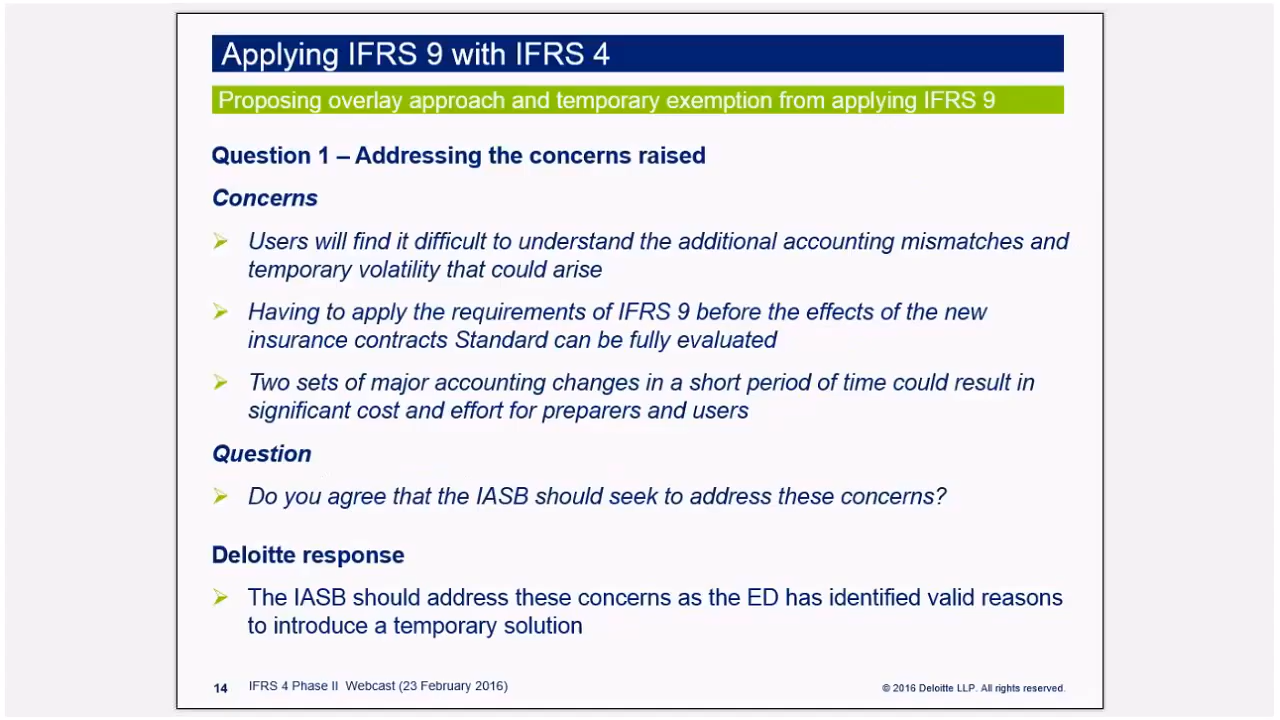 Applying IFRS 9 with IFRS 4
Proposing overlay approach and temporary exemption from applying IFRS 9
Question 1 – Addressing the concerns raised
Concerns
Users will find it difficult to understand the additional accounting mismatches and
temporary volatility that could arise
Having to apply the requirements of IFRS 9 before the effects of the new
insurance contracts Standard can be fully evaluated
Two sets of major accounting changes in a short period of time could result in
significant cost and effort for preparers and users
Question
Do you agree that the IASB should seek to address these concerns?
Deloitte response
The IASB should address these concerns as the ED has identified valid reasons
to introduce a temporary solution
14 IFRS 4 Phase II Webcast (23 February 2016) © 2016 Deloitte LLP. All rights reserved.